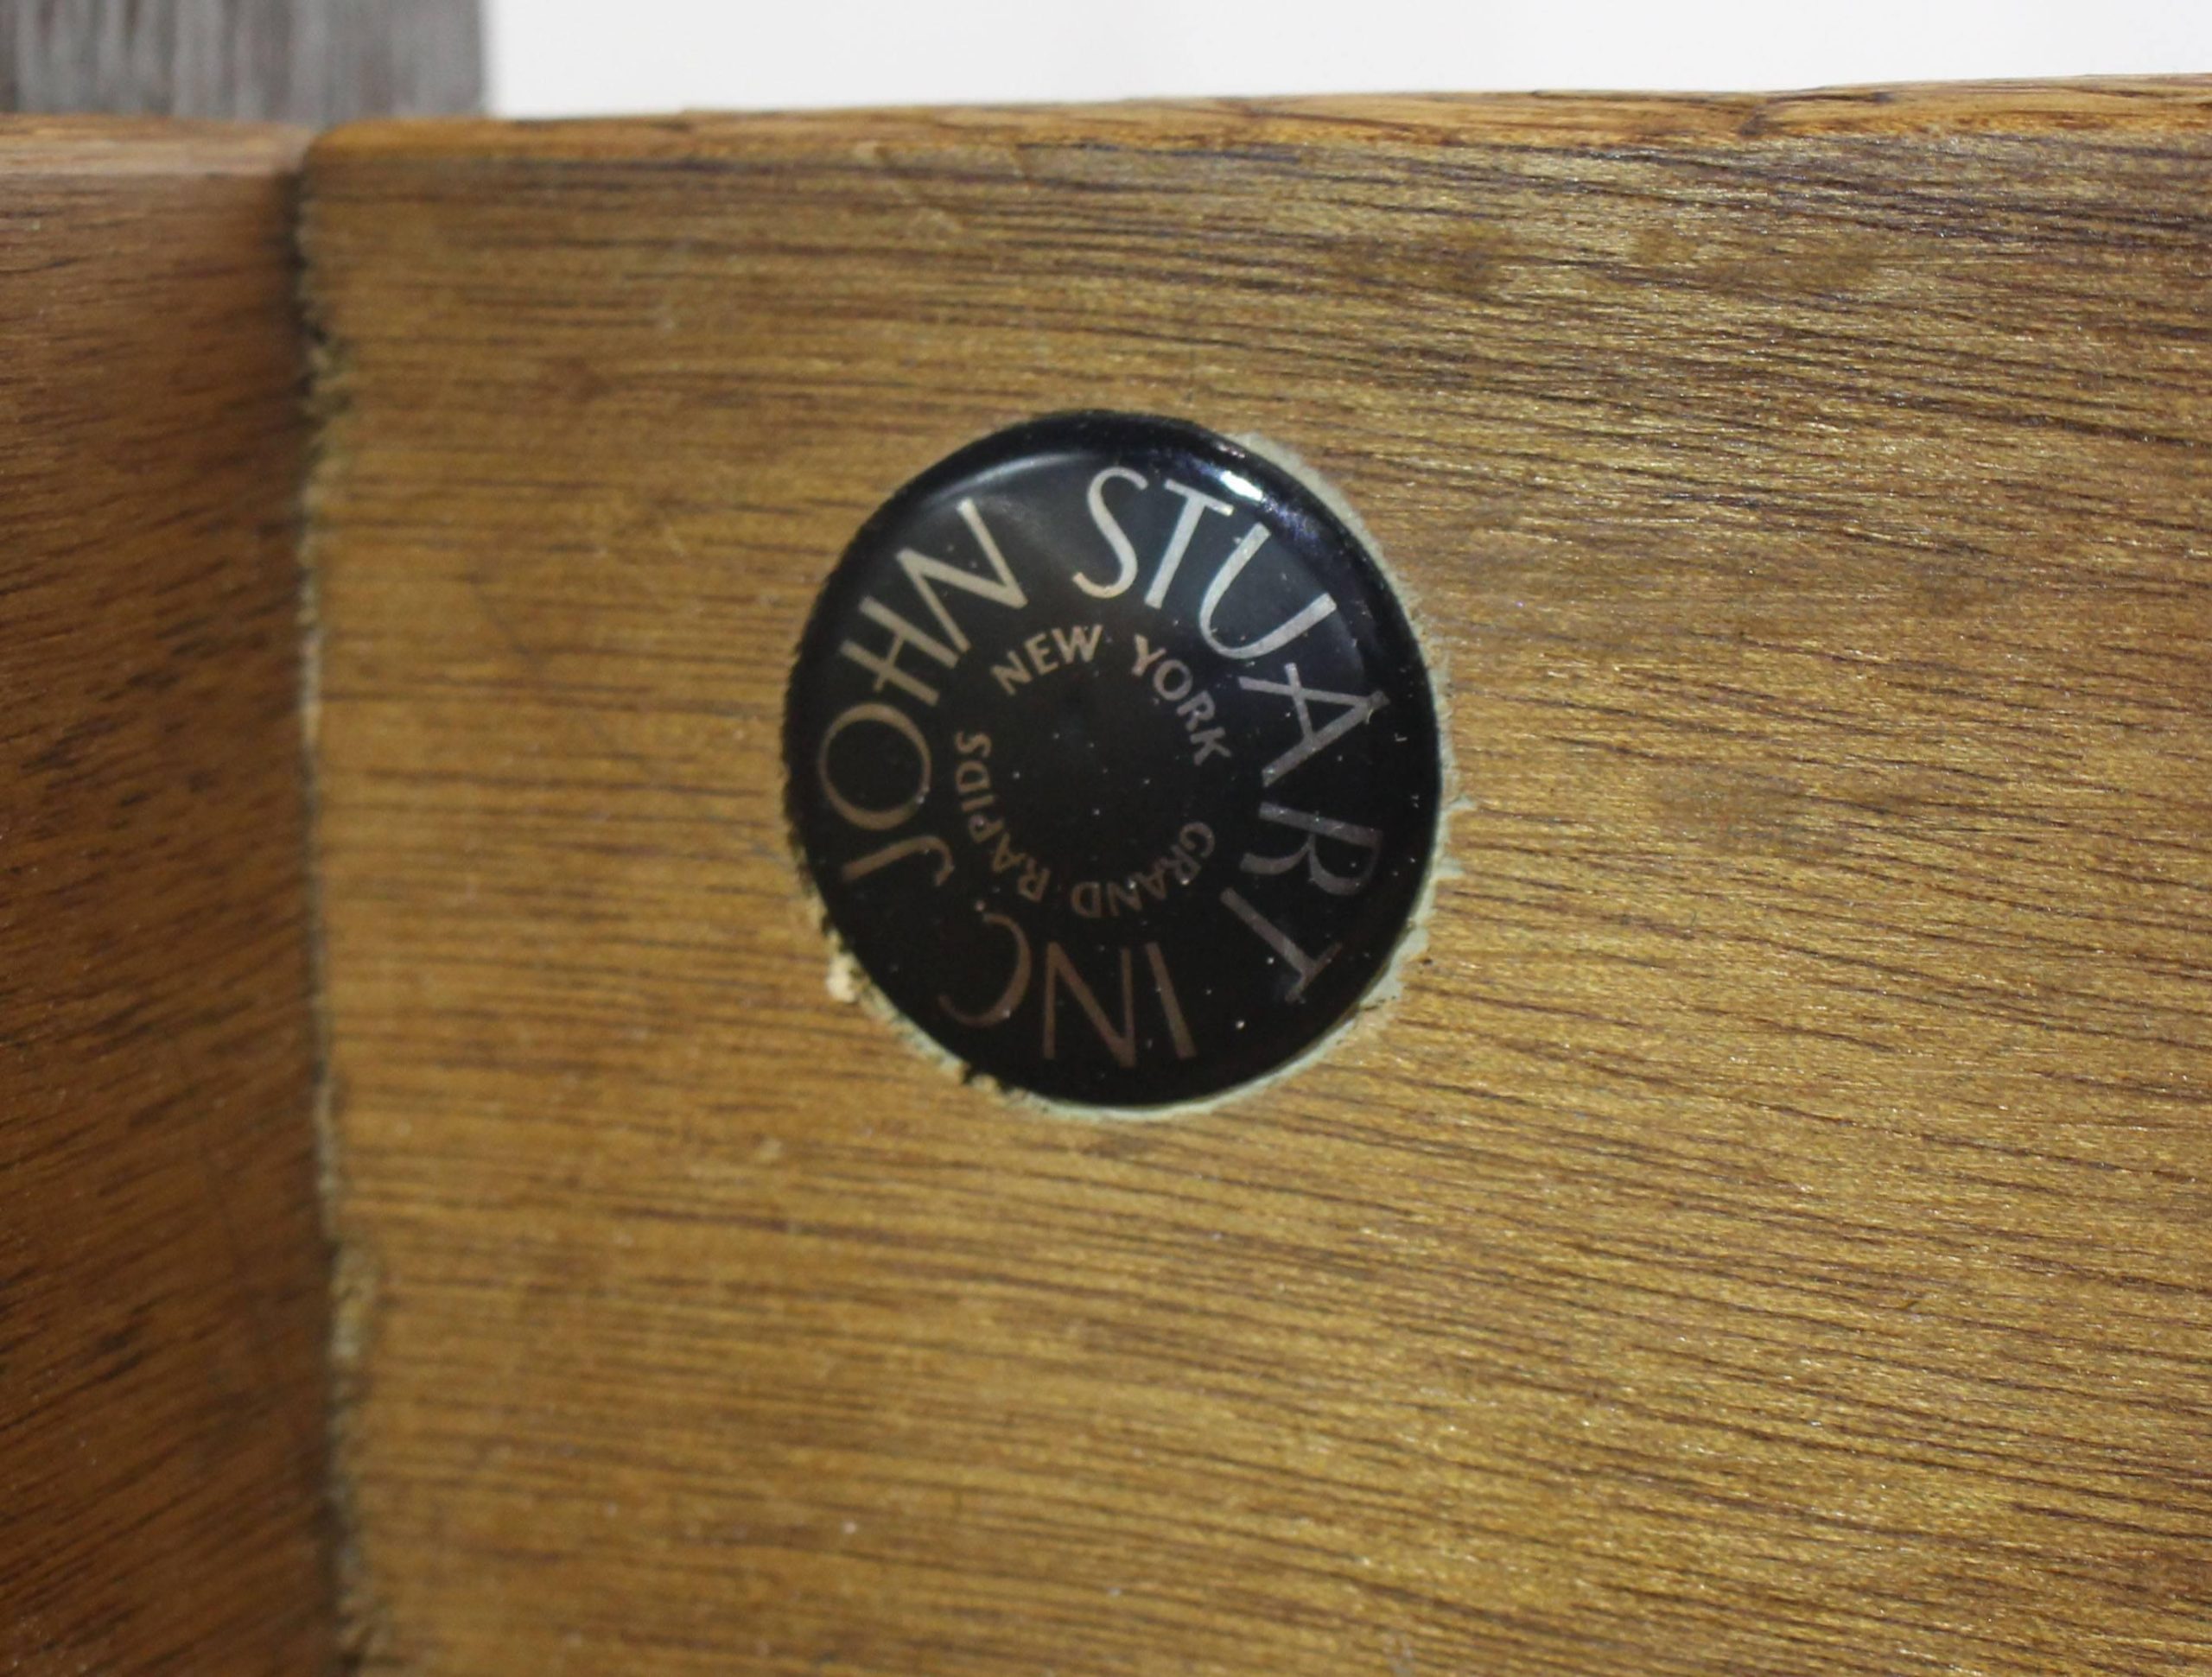 JOHN STUART INC.
NEW YORK GRAND RAPIDS